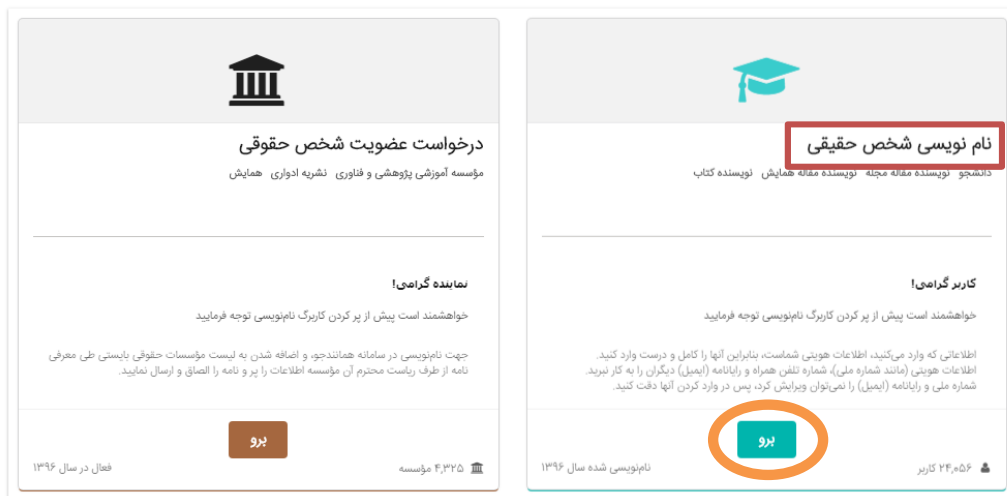 نام نویسی شخص حقیقی
دانشجو نویسنده مقاله مجله نویسنده مقاله همایش نویسنده کتاب
کاربر گرامی!
خواهشمند است پیش از پر کردن کاربرگ نام‌نویسی توجه فرمایید
اطلاعاتی که وارد می‌کنید، اطلاعات هویتی شماست، بنابراین آنها را کامل و درست وارد کنید.
اطلاعات هویتی (مانند شماره ملی)، شماره تلفن همراه و رایانامه (ایمیل) دیگران را به کار نبرید.
شماره ملی و رایانامه (ایمیل) را نمی‌توان ویرایش کرد، پس در وارد کردن آنها دقت کنید.
برو
۲۴,۰۵۶ کاربر
نام‌نویسی شده سال ۱۳۹۶
درخواست عضویت شخص حقوقی
مؤسسه آموزشی پژوهشی و فناوری نشریه ادواری همایش
نماینده گرامی!
خواهشمند است پیش از پر کردن کاربرگ نام‌نویسی توجه فرمایید
جهت نام‌نویسی در سامانه همانندجو، و اضافه شدن به لیست مؤسسات حقوقی بایستی طی معرفی
نامه از طرف ریاست محترم آن مؤسسه اطلاعات را پر و نامه را الصاق و ارسال نمایید.
برو
۴,۳۲۵ مؤسسه
فعال در سال ۱۳۹۶